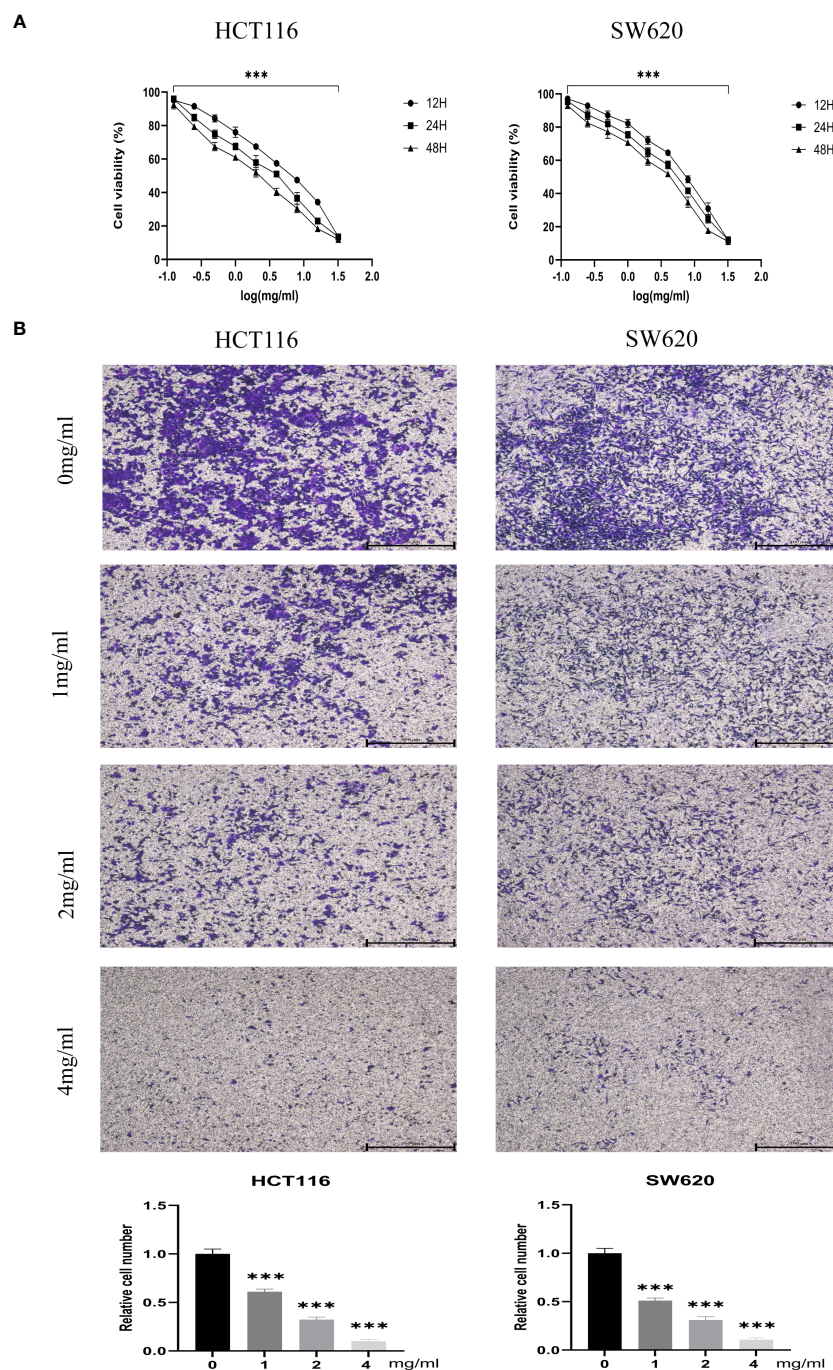 A
HCT116
SW620
***
***
100
80
60
40
20
0
Cell viability (%)
-1.0 -0.5 0.0 0.5 1.0 1.5 2.0
log(mg/ml)
12H
24H
48H
100
80
60
40
20
0
Cell viability (%)
-1.0 -0.5 0.0 0.5 1.0 1.5 2.0
log(mg/ml)
12H
24H
48H
B
HCT116
SW620
0mg/ml
1mg/ml
2mg/ml
4mg/ml
HCT116
1.5
1.0
0.5
0.0
Relative cell number
***
***
***
0 1 2 4 mg/ml
SW620
1.5
1.0
0.5
0.0
Relative cell number
***
***
***
0 1 2 4 mg/ml